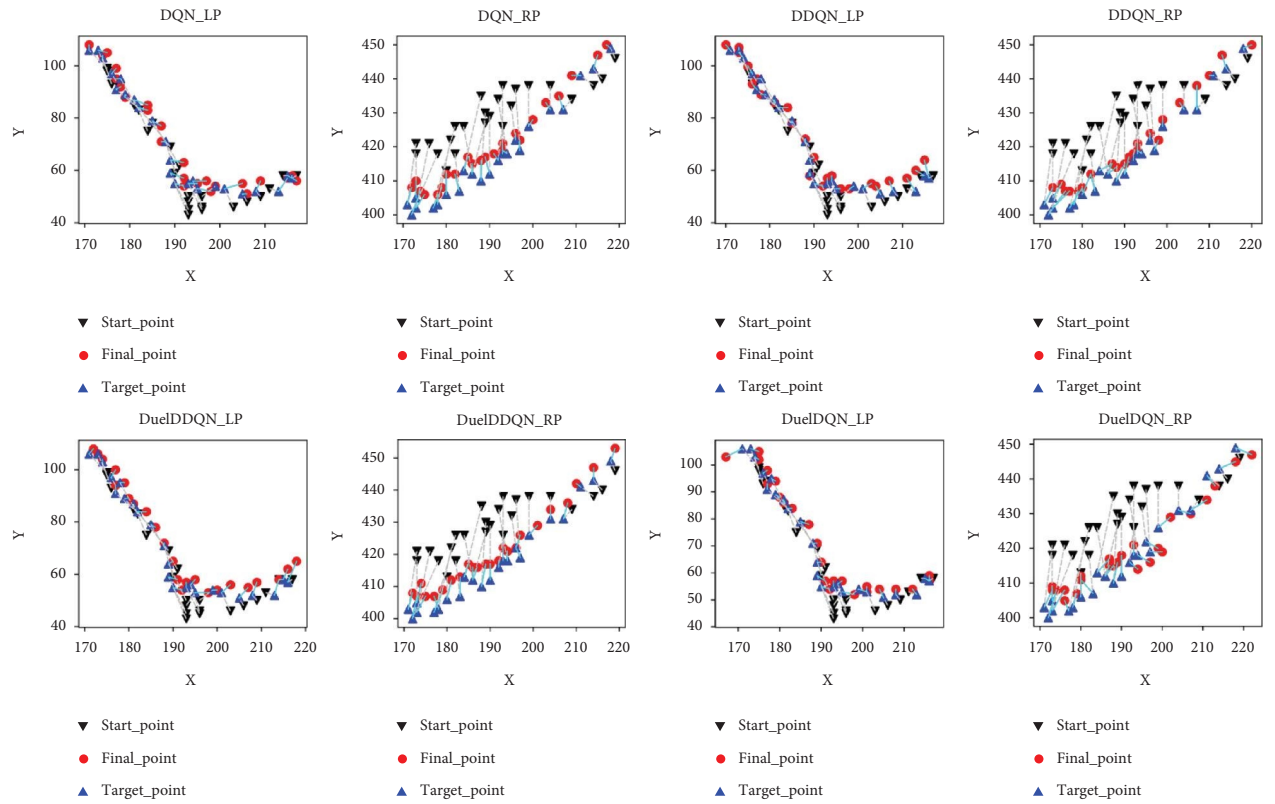 DQN_LP
DQN_RP
DDQN_LP
DDQN_RP
100
80
60
40
Y
170 180 190 200 210
X
450
440
430
420
410
400
Y
170 180 190 200 210 220
X
100
80
60
40
Y
170 180 190 200 210
X
450
440
430
420
410
400
Y
170 180 190 200 210 220
X
Start_point
Final_point
Target_point
Start_point
Final_point
Target_point
Start_point
Final_point
Target_point
Start_point
Final_point
Target_point
DuelDDQN_LP
DuelDDQN_RP
DuelDQN_LP
DuelDQN_RP
100
80
60
40
Y
170 180 190 200 210 220
X
450
440
430
420
410
400
Y
170 180 190 200 210 220
X
100
90
80
70
60
50
40
Y
170 180 190 200 210
X
450
440
430
420
410
400
Y
170 180 190 200 210 220
X
Start_point
Final_point
Target_point
Start_point
Final_point
Target_point
Start_point
Final_point
Target_point
Start_point
Final_point
Target_point